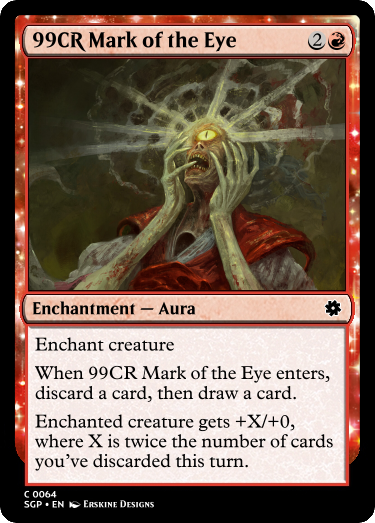 99CR Mark of the Eye 2
Enchantment — Aura
Enchant creature
When 99CR Mark of the Eye enters,
discard a card, then draw a card.
Enchanted creature gets +X/+0,
where X is twice the number of cards
you've discarded this turn.
C 0064
SGP • EN Erskine Designs